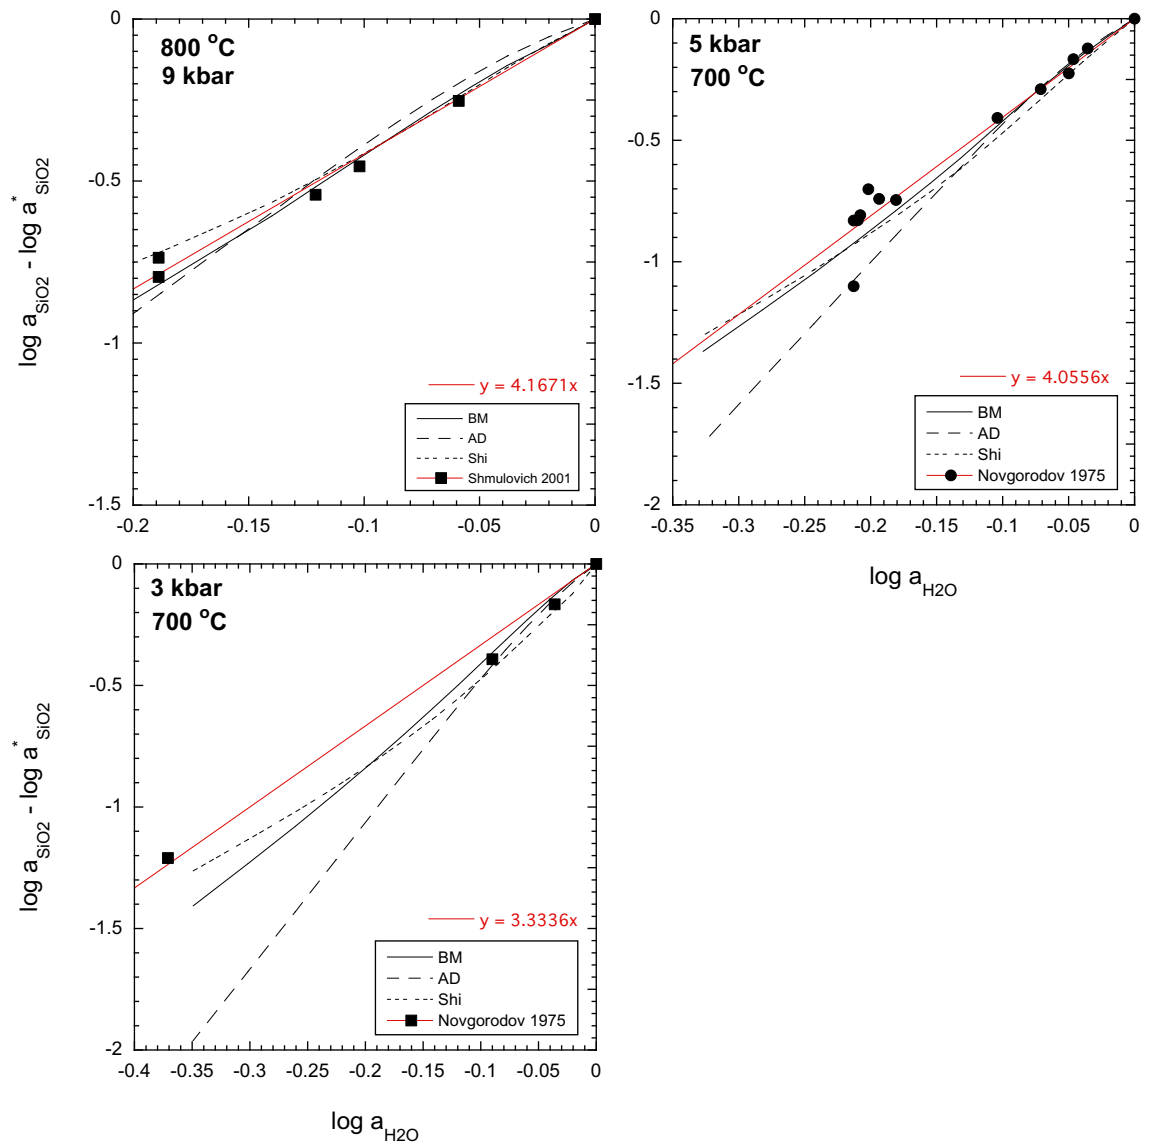 800 °C
9 kbar
log a_SiO2 - log a*_SiO2
0
-0.5
-1
-1.5
-0.2
-0.15
-0.1
-0.05
0
y = 4.1671x
BM
AD
Shi
Shmulovich 2001
5 kbar
700 °C
0
-0.5
-1
-1.5
-2
-0.35
-0.3
-0.25
-0.2
-0.15
-0.1
-0.05
0
y = 4.0556x
BM
AD
Shi
Novgorodov 1975
log a_H2O
3 kbar
700 °C
log a_SiO2 - log a*_SiO2
0
-0.5
-1
-1.5
-2
-0.4
-0.35
-0.3
-0.25
-0.2
-0.15
-0.1
-0.05
0
y = 3.3336x
BM
AD
Shi
Novgorodov 1975
log a_H2O